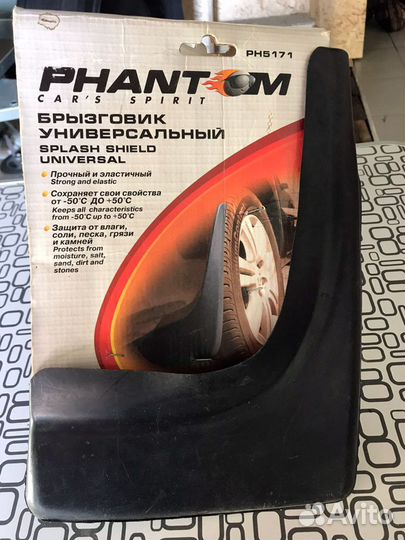 PH5171
PHANTOM
CAR'S SPIRIT
БРЫЗГОВИК
УНИВЕРСАЛЬНЫЙ
SPLASH SHIELD
UNIVERSAL
• Прочный и эластичный
Strong and elastic
• Сохраняет свои свойства
от -50°C ДО +50°C
Keeps all characteristics
from -50°C up to +50°C
• Защита от влаги,
соли, песка, грязи
и камней
Protects from
moisture, salt,
sand, dirt and
stones
Avito